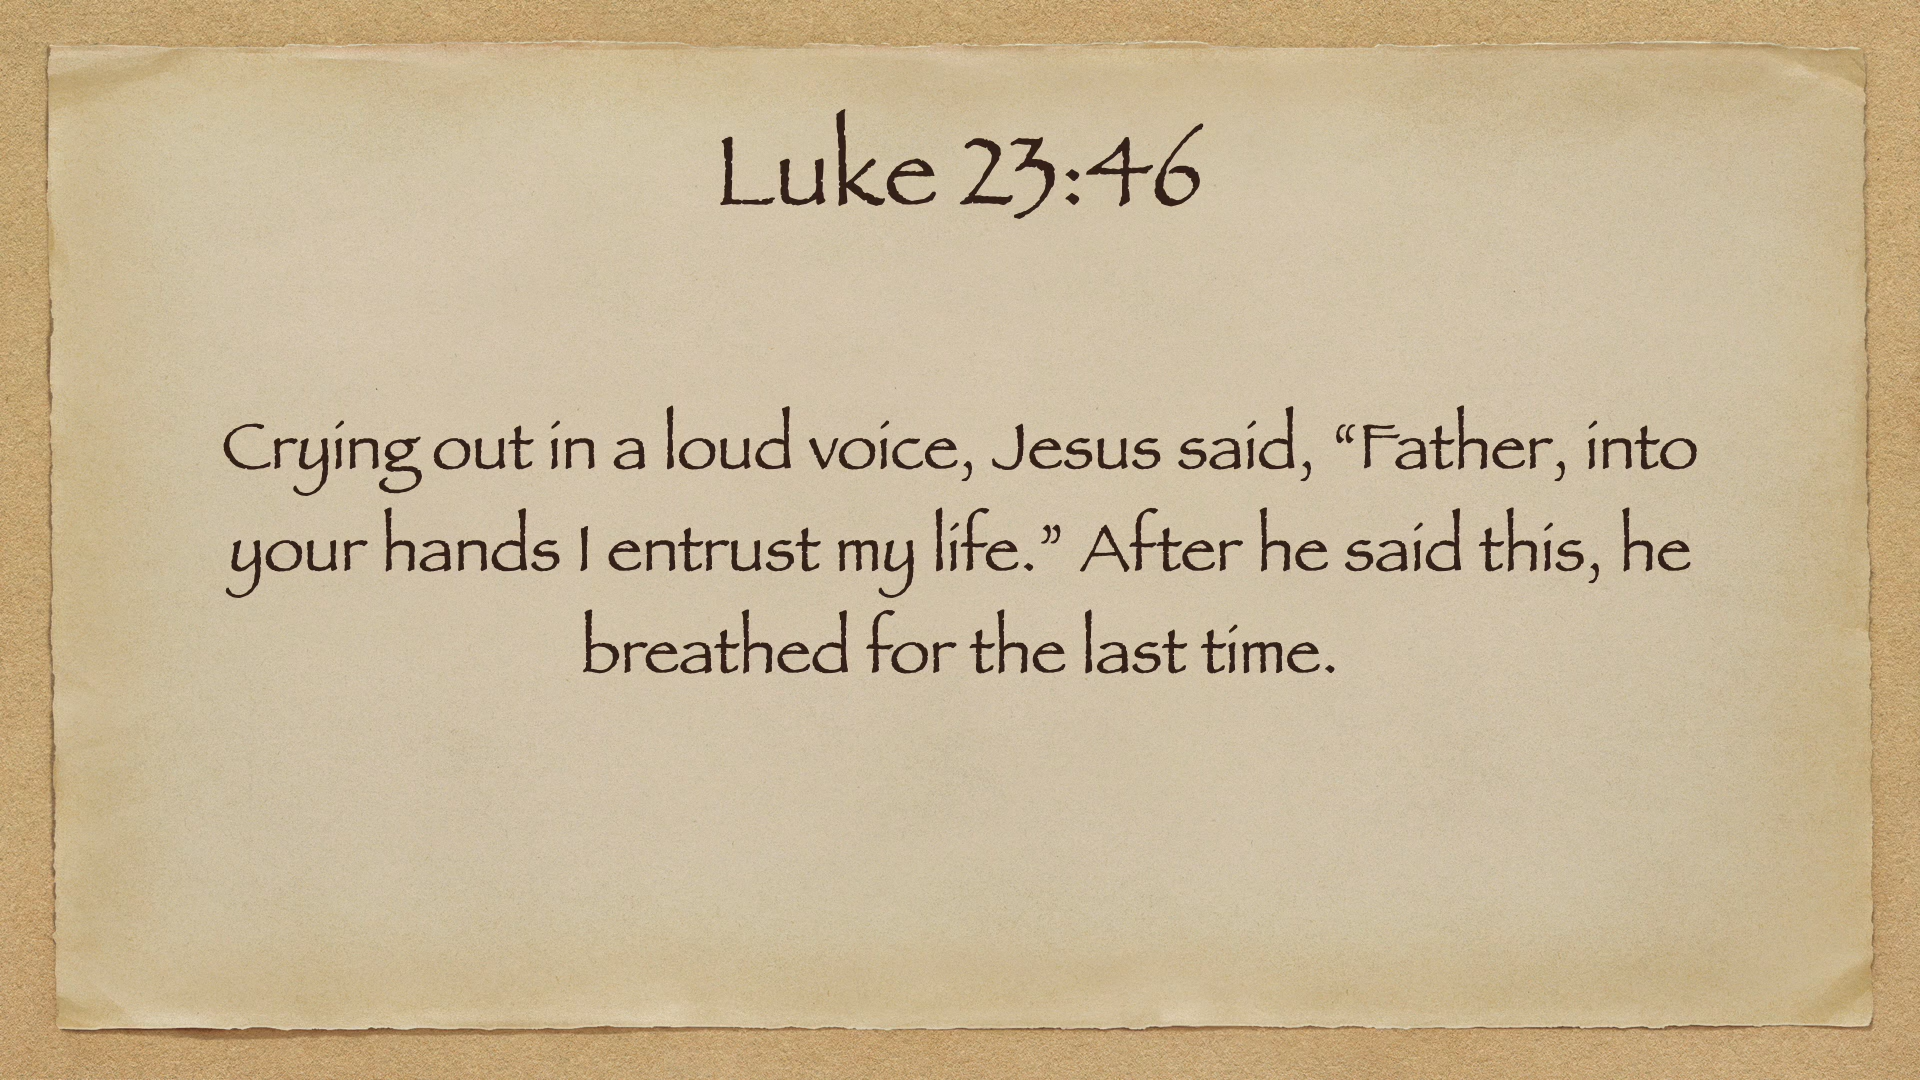 Luke 23:46
Crying out in a loud voice, Jesus said, “Father, into
your hands I entrust my life.” After he said this, he
breathed for the last time.